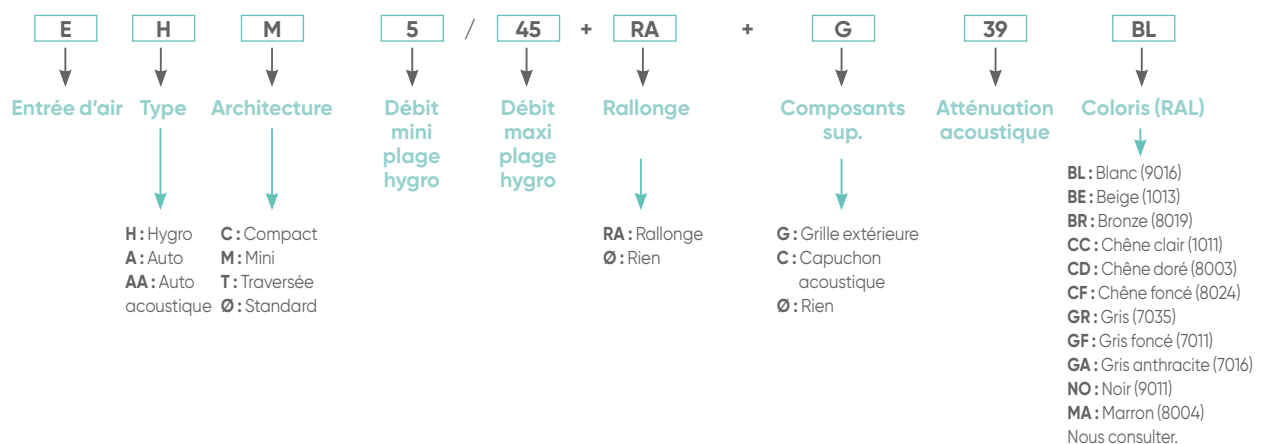 E H M 5 / 45 + RA + G 39 BL
Entrée d'air Type Architecture Débit mini plage hygro Débit maxi plage hygro Rallonge Composants sup. Atténuation acoustique Coloris (RAL)
H : Hygro
A : Auto
AA : Auto
acoustique
C : Compact
M : Mini
T : Traversée
Ø : Standard
RA : Rallonge
Ø : Rien
G : Grille extérieure
C : Capuchon
acoustique
Ø : Rien
BL : Blanc (9016)
BE : Beige (1013)
BR : Bronze (8019)
CC : Chêne clair (1011)
CD : Chêne doré (8003)
CF : Chêne foncé (8024)
GR : Gris (7035)
GF : Gris foncé (7011)
GA : Gris anthracite (7016)
NO : Noir (9011)
MA : Marron (8004)
Nous consulter.